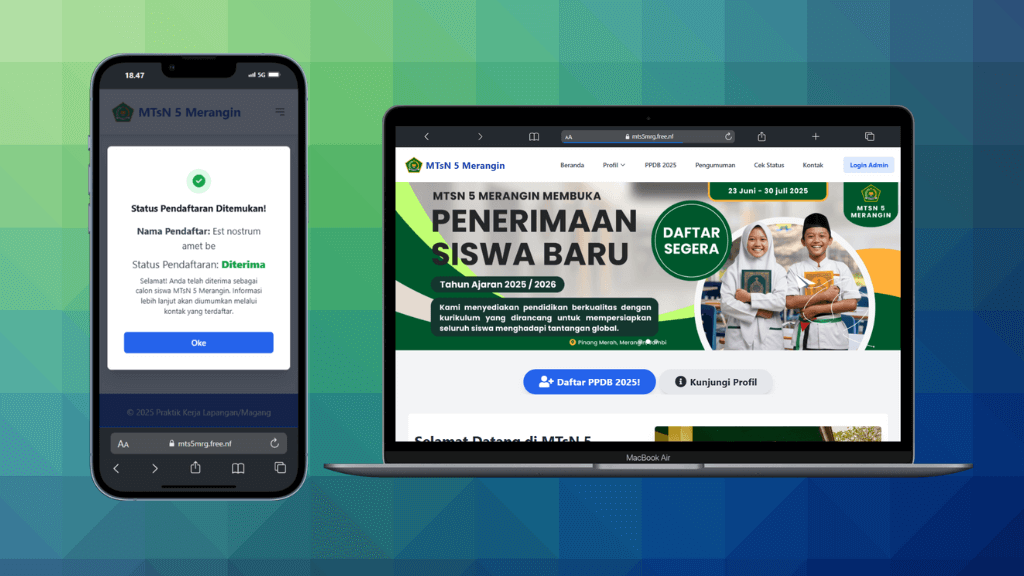 18.47
5G
MTsN 5 Merangin
Status Pendaftaran Ditemukan!
Nama Pendaftar: Est nostrum
amet be
Status Pendaftaran: Diterima
Selamat! Anda telah diterima sebagai
calon siswa MTsN 5 Merangin. Informasi
lebih lanjut akan diumumkan melalui
kontak yang terdaftar.
Oke
© 2025 Praktik Kerja Lapangan/Magang
AA
mts5mrg.free.nf
AA
mts5mrg.free.nf
MTsN 5 Merangin
Beranda
Profil
PPDB 2025
Pengumuman
Cek Status
Kontak
Login Admin
23 Juni - 30 juli 2025
MTSN 5
MERANGIN
MTSN 5 MERANGIN MEMBUKA
PENERIMAAN
SISWA BARU
DAFTAR
SEGERA
Tahun Ajaran 2025 / 2026
Kami menyediakan pendidikan berkualitas dengan
kurikulum yang dirancang untuk mempersiapkan
seluruh siswa menghadapi tantangan global.
Pinang Merah, Merangin
Daftar PPDB 2025!
Kunjungi Profil
Selamat Datang di MTsN 5
MacBook Air